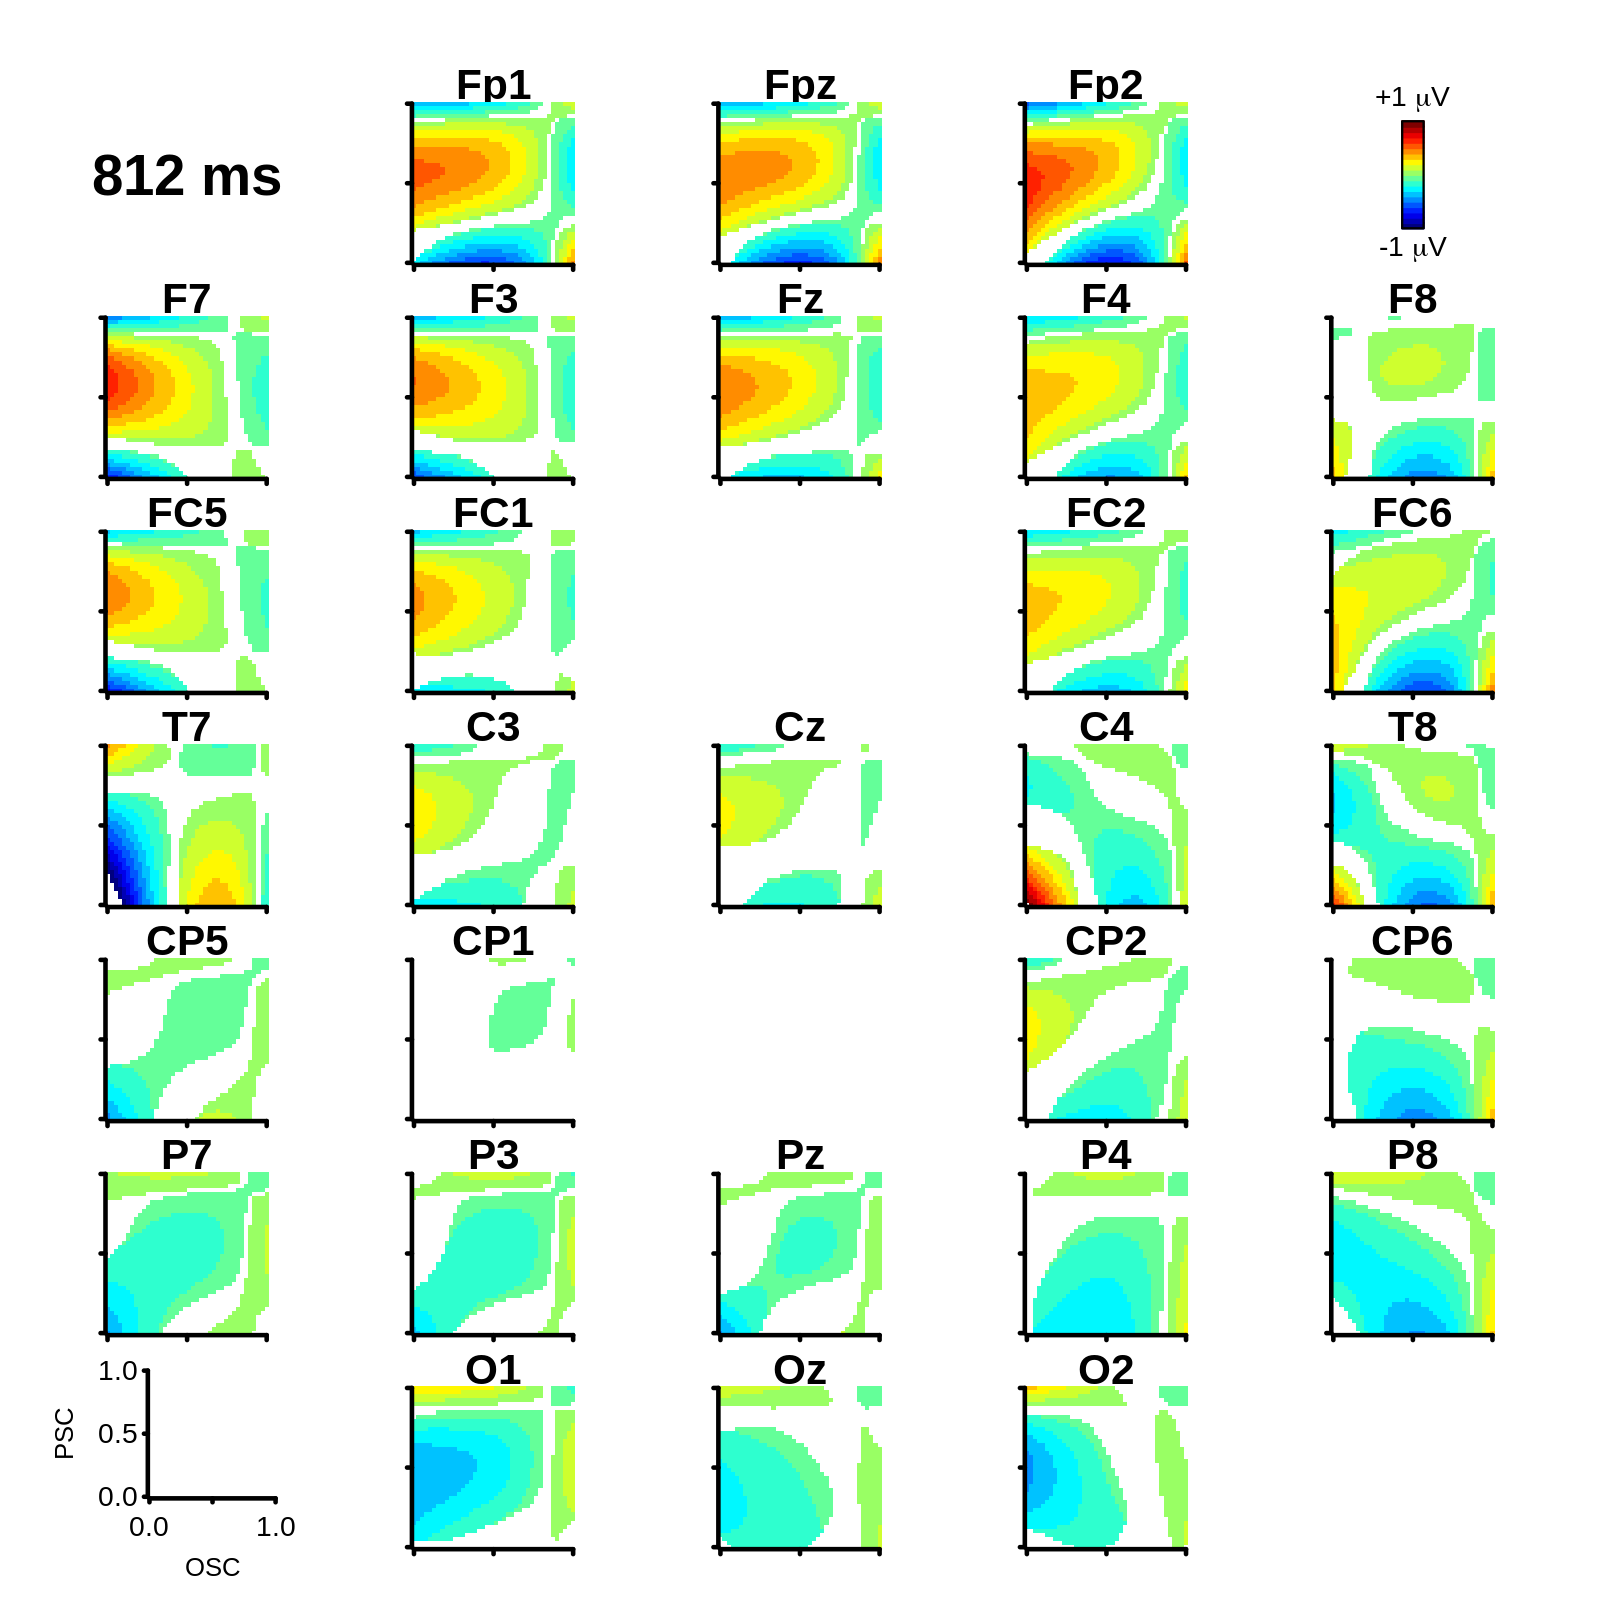 Fp1 Fpz Fp2
+1 μV
812 ms
-1 μV
F7 F3 Fz F4 F8
FC5 FC1 FC2 FC6
T7 C3 Cz C4 T8
CP5 CP1 CP2 CP6
P7 P3 Pz P4 P8
O1 Oz O2
1.0
PSC
0.5
0.0
0.0 1.0
OSC